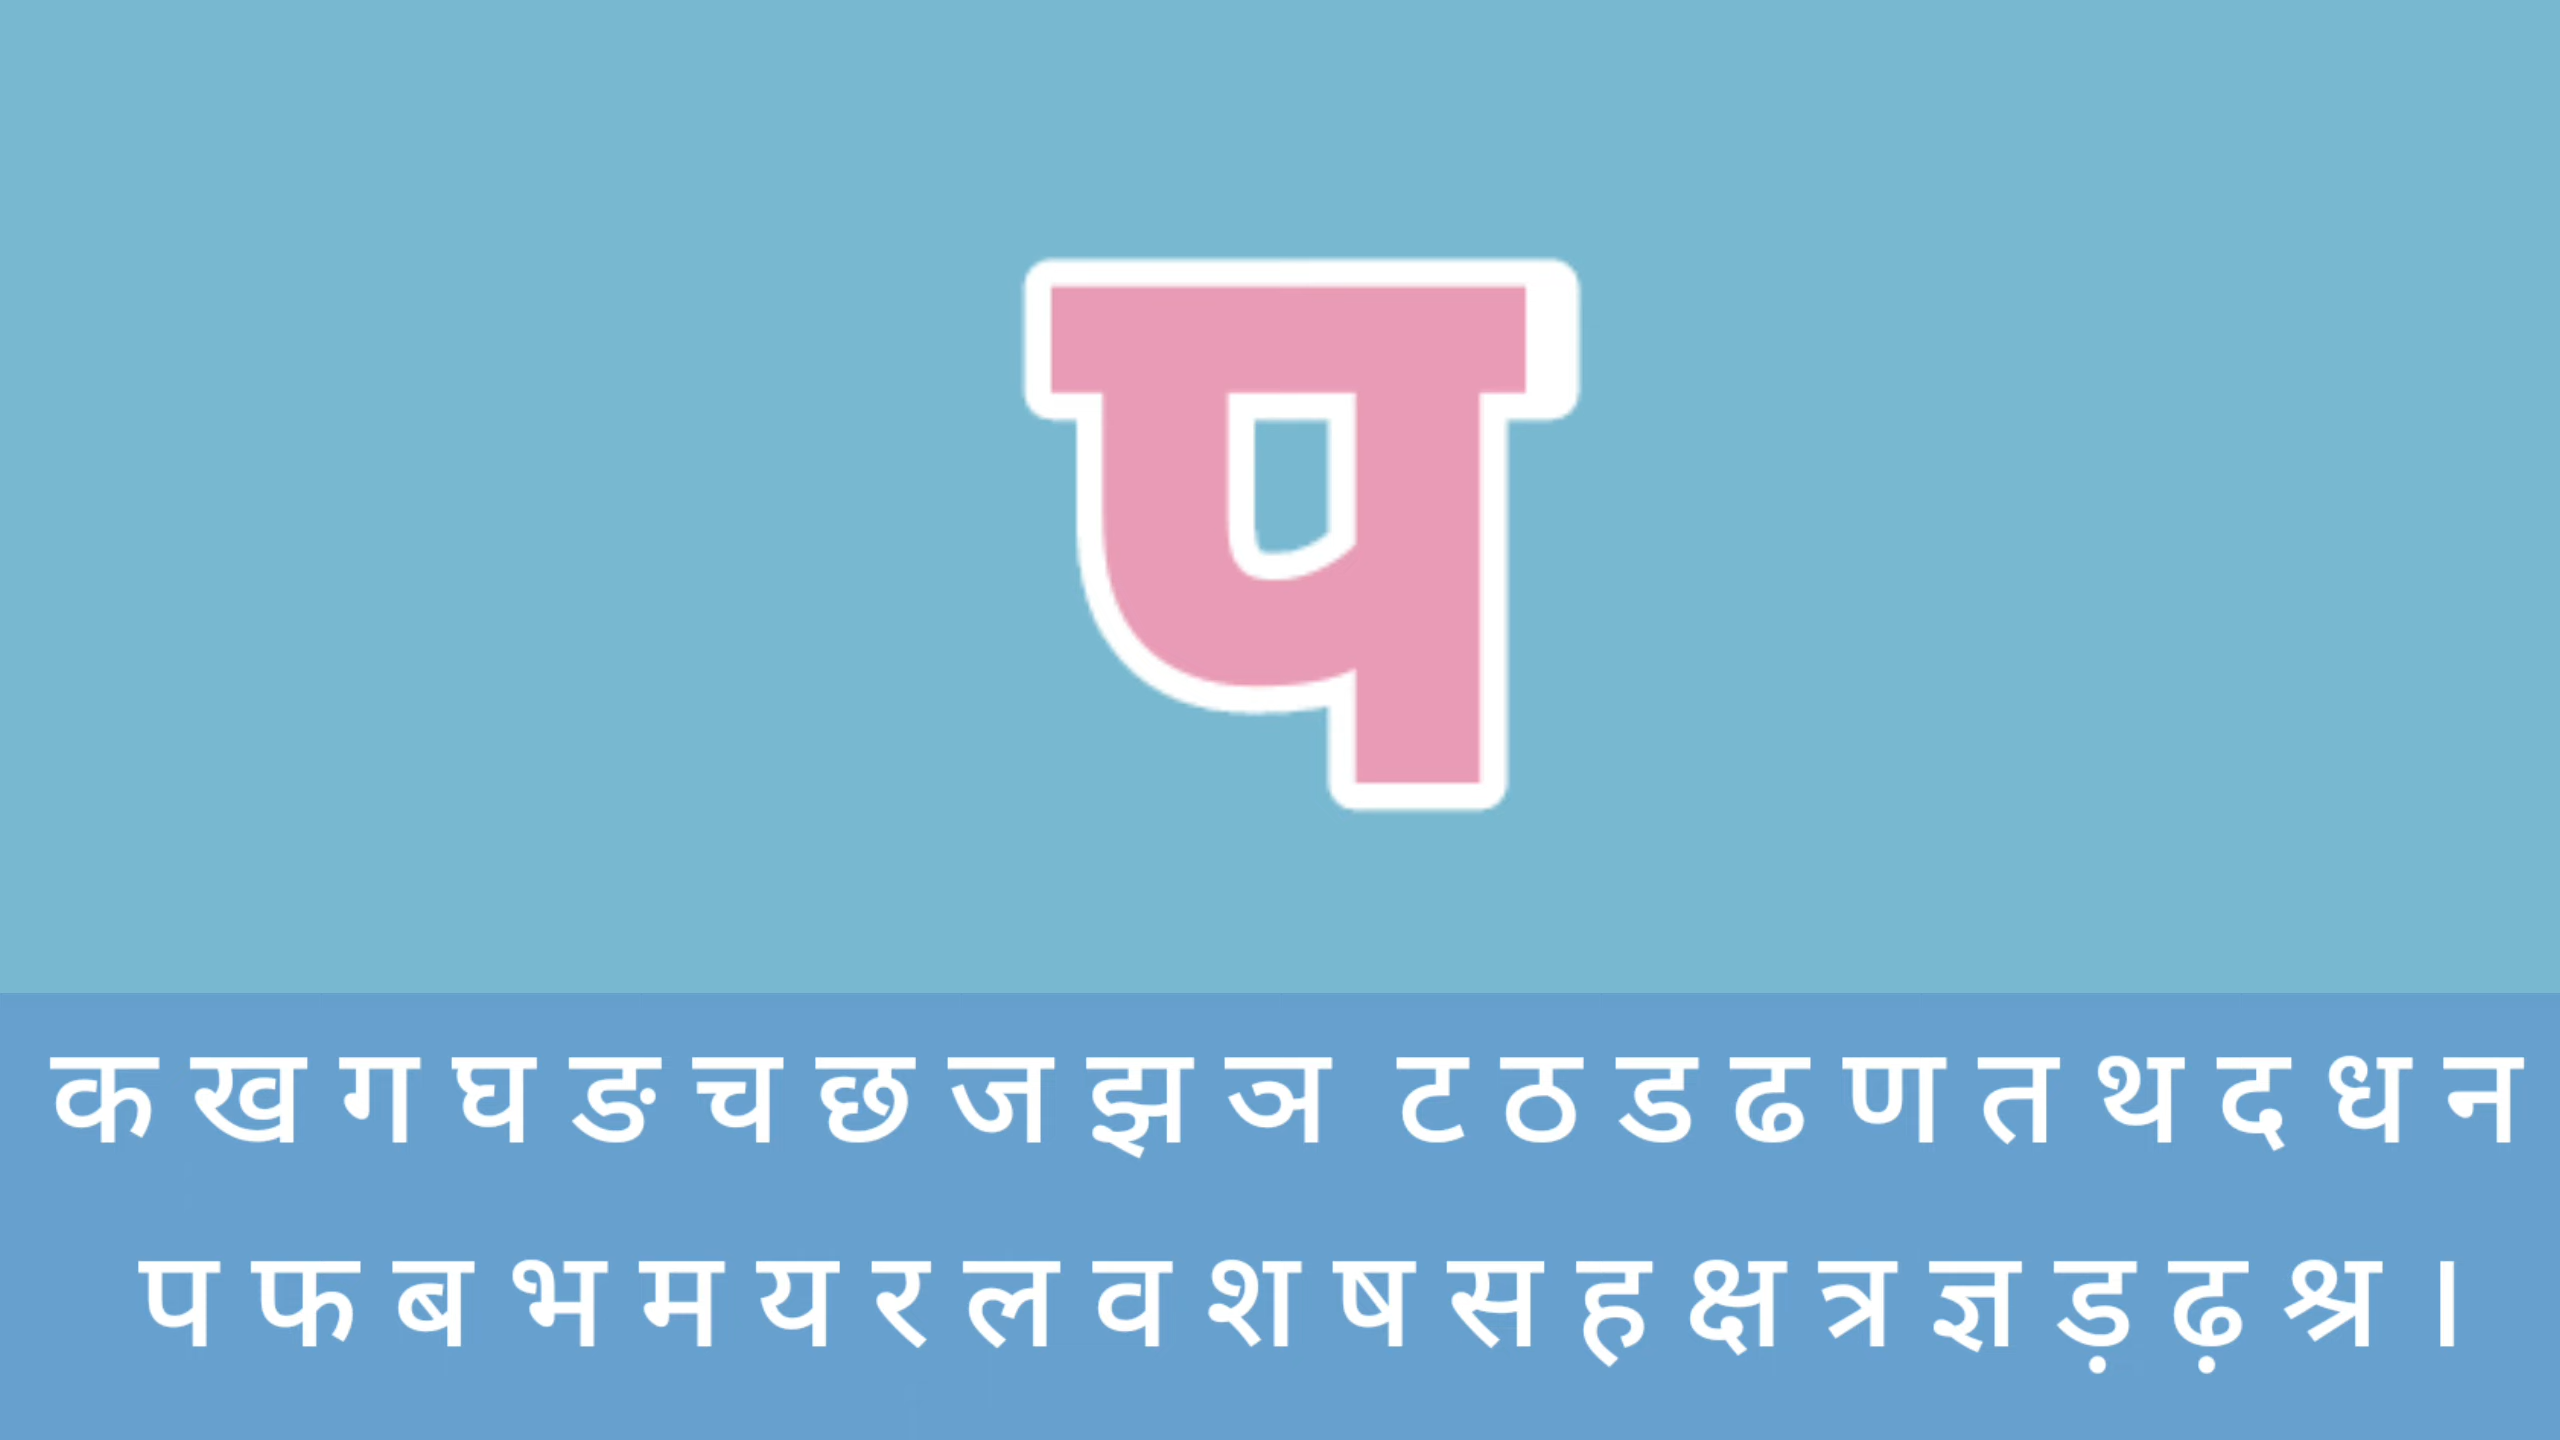 प
क ख ग घ ङ च छ ज झ ञ ट ठ ड ढ ण त थ द ध न
प फ ब भ म य र ल व श ष स ह क्ष त्र ज्ञ ड़ ढ़ श्र ।